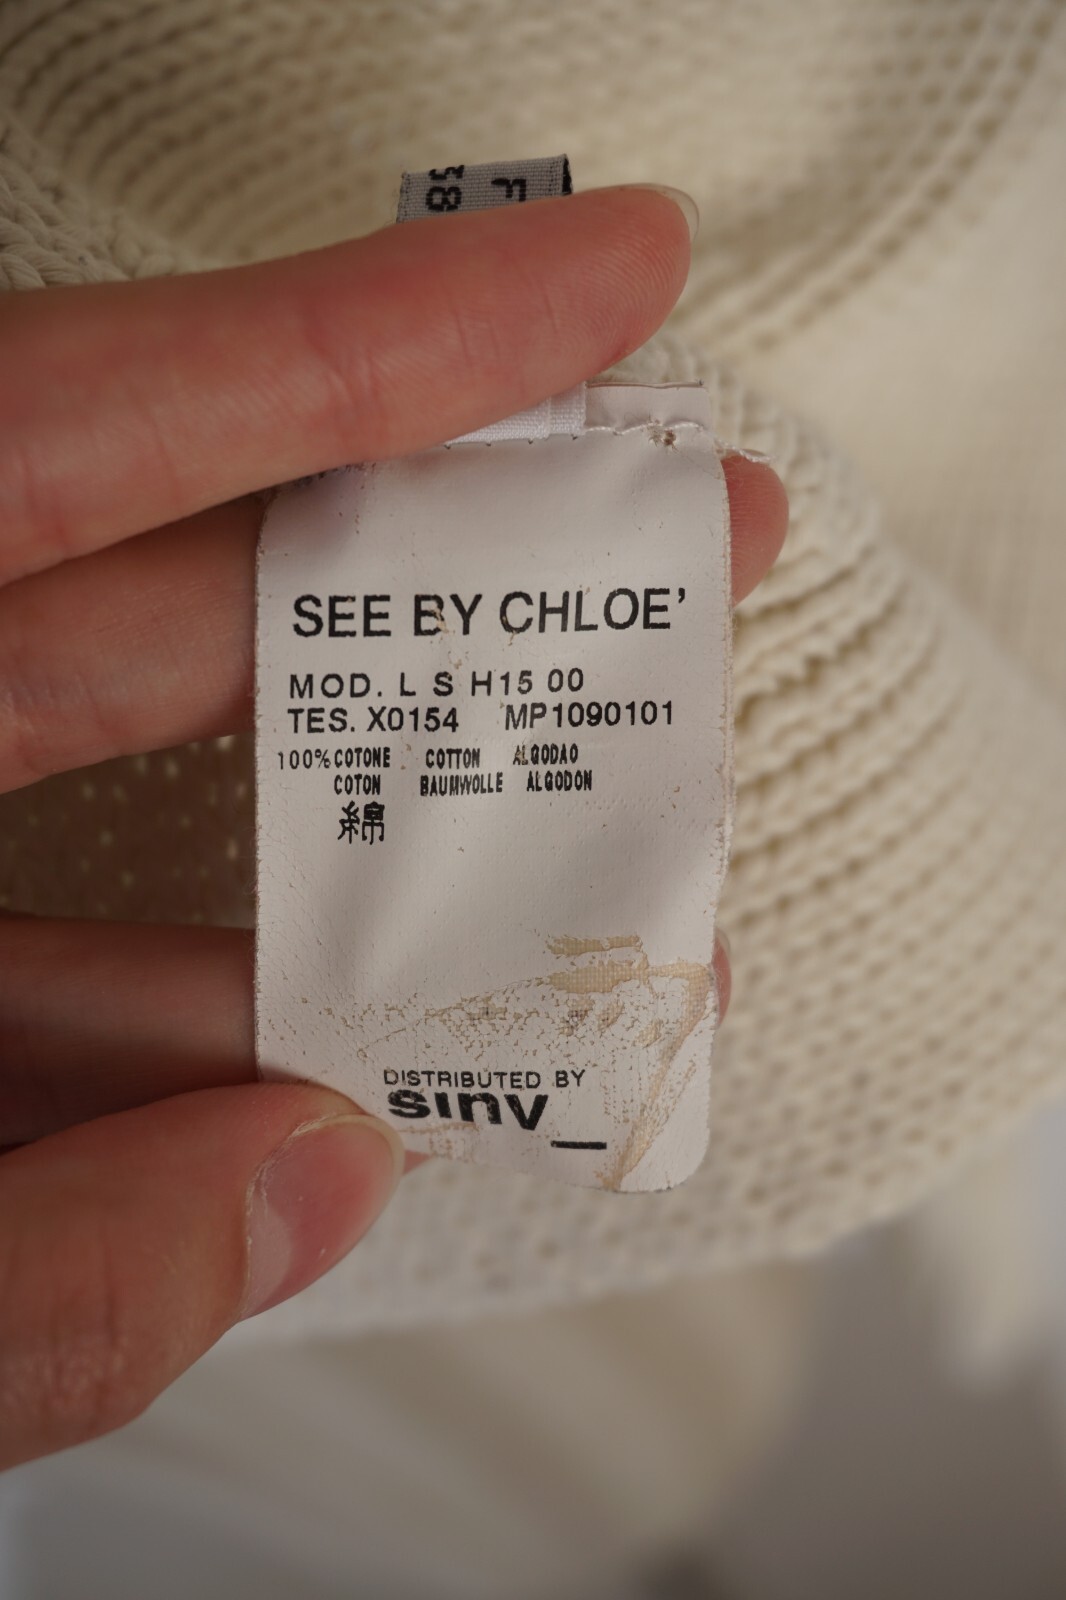 SEE BY CHLOE'
MOD. L S H15 00
TES. X0154 MP1090101
100% COTONE COTTON ALGODAO
COTON BAUMWOLLE ALGODON
綿
DISTRIBUTED BY
sinv_